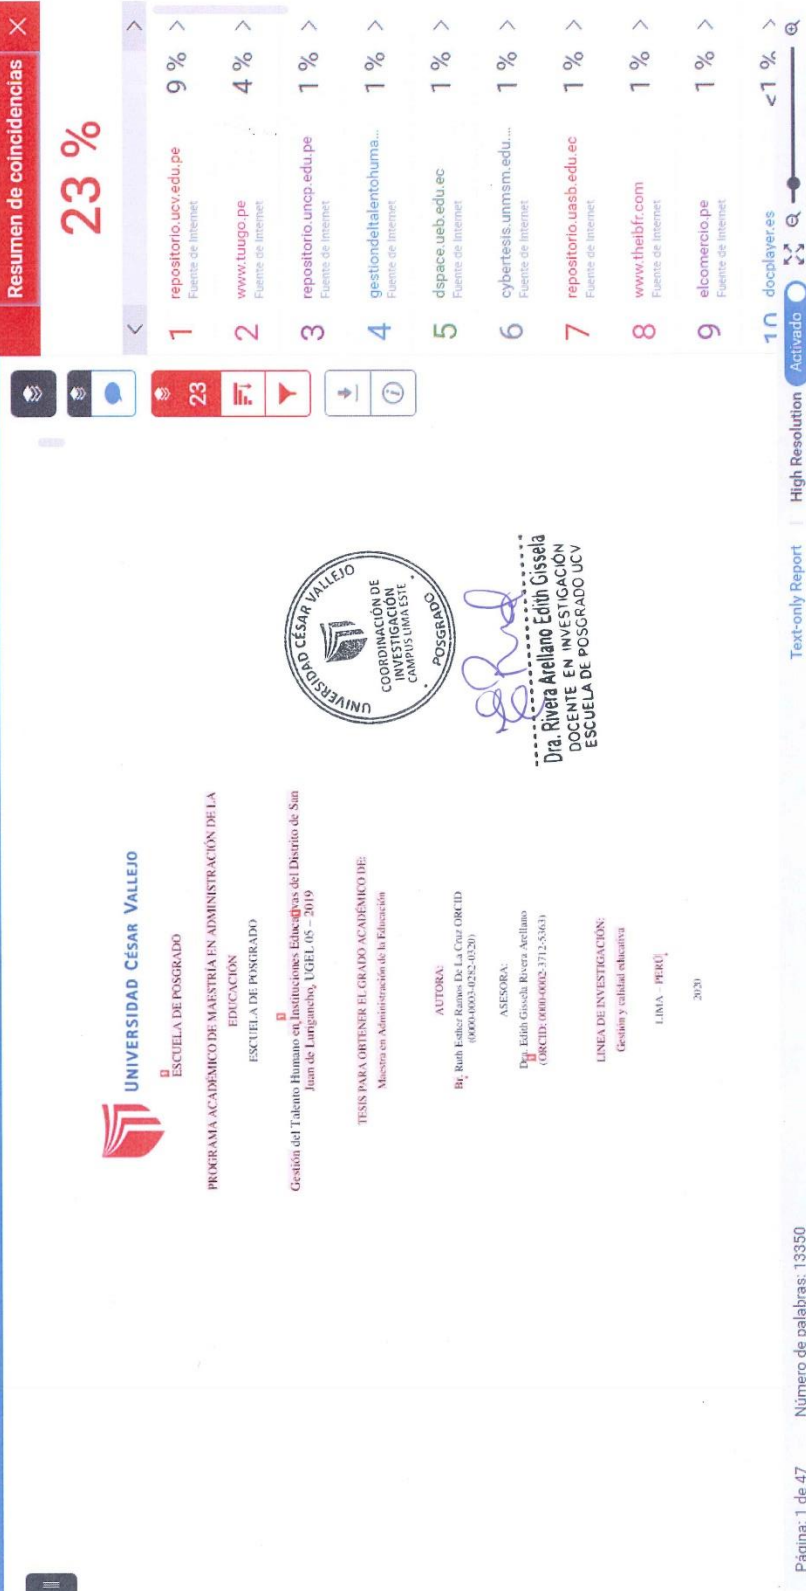 UNIVERSIDAD CÉSAR VALLEJO
ESCUELA DE POSGRADO
PROGRAMA ACADÉMICO DE MAESTRÍA EN ADMINISTRACIÓN DE LA
EDUCACIÓN
ESCUELA DE POSGRADO
Gestión del Talento Humano en Instituciones Educativas del Distrito de San
Juan de Lurigancho, UGEL 05 – 2019
TESIS PARA OBTENER EL GRADO ACADÉMICO DE:
Maestra en Administración de la Educación
AUTORA:
Br. Ruth Esther Ramos De La Cruz ORCID
(0000-0003-0292-0320)
ASESORA:
Dra. Edith Gissela Rivera Arellano
(ORCID: 0000-0002-3712-5363)
LINEA DE INVESTIGACIÓN:
Gestión y calidad educativa
LIMA – PERÚ
2020
UNIVERSIDAD CÉSAR VALLEJO
COORDINACIÓN DE
INVESTIGACIÓN
CAMPUS LIMA ESTE
POSGRADO
Dra. Rivera Arellano Edith Gissela
DOCENTE EN INVESTIGACIÓN
ESCUELA DE POSGRADO UCV
23
Resumen de coincidencias
23 %
1 repositorio.ucv.edu.pe 9 %
Fuente de Internet
2 www.tuugo.pe 4 %
Fuente de Internet
3 repositorio.uncp.edu.pe 1 %
Fuente de Internet
4 gestiondeltalentohuma... 1 %
Fuente de Internet
5 dspace.ueb.edu.ec 1 %
Fuente de Internet
6 cybertesis.unmsm.edu.... 1 %
Fuente de Internet
7 repositorio.uasb.edu.ec 1 %
Fuente de Internet
8 www.theibfr.com 1 %
Fuente de Internet
9 elcomercio.pe 1 %
Fuente de Internet
10 docplayer.es <1 %
Página: 1 de 47 Número de palabras: 13350 Text-only Report | High Resolution Activado